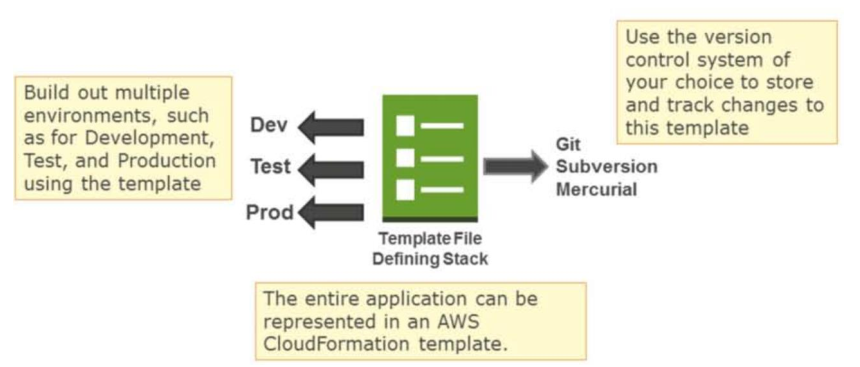 Build out multiple
environments, such
as for Development,
Test, and Production
using the template
Dev
Test
Prod
Template File
Defining Stack
Git
Subversion
Mercurial
Use the version
control system of
your choice to store
and track changes to
this template
The entire application can be
represented in an AWS
CloudFormation template.